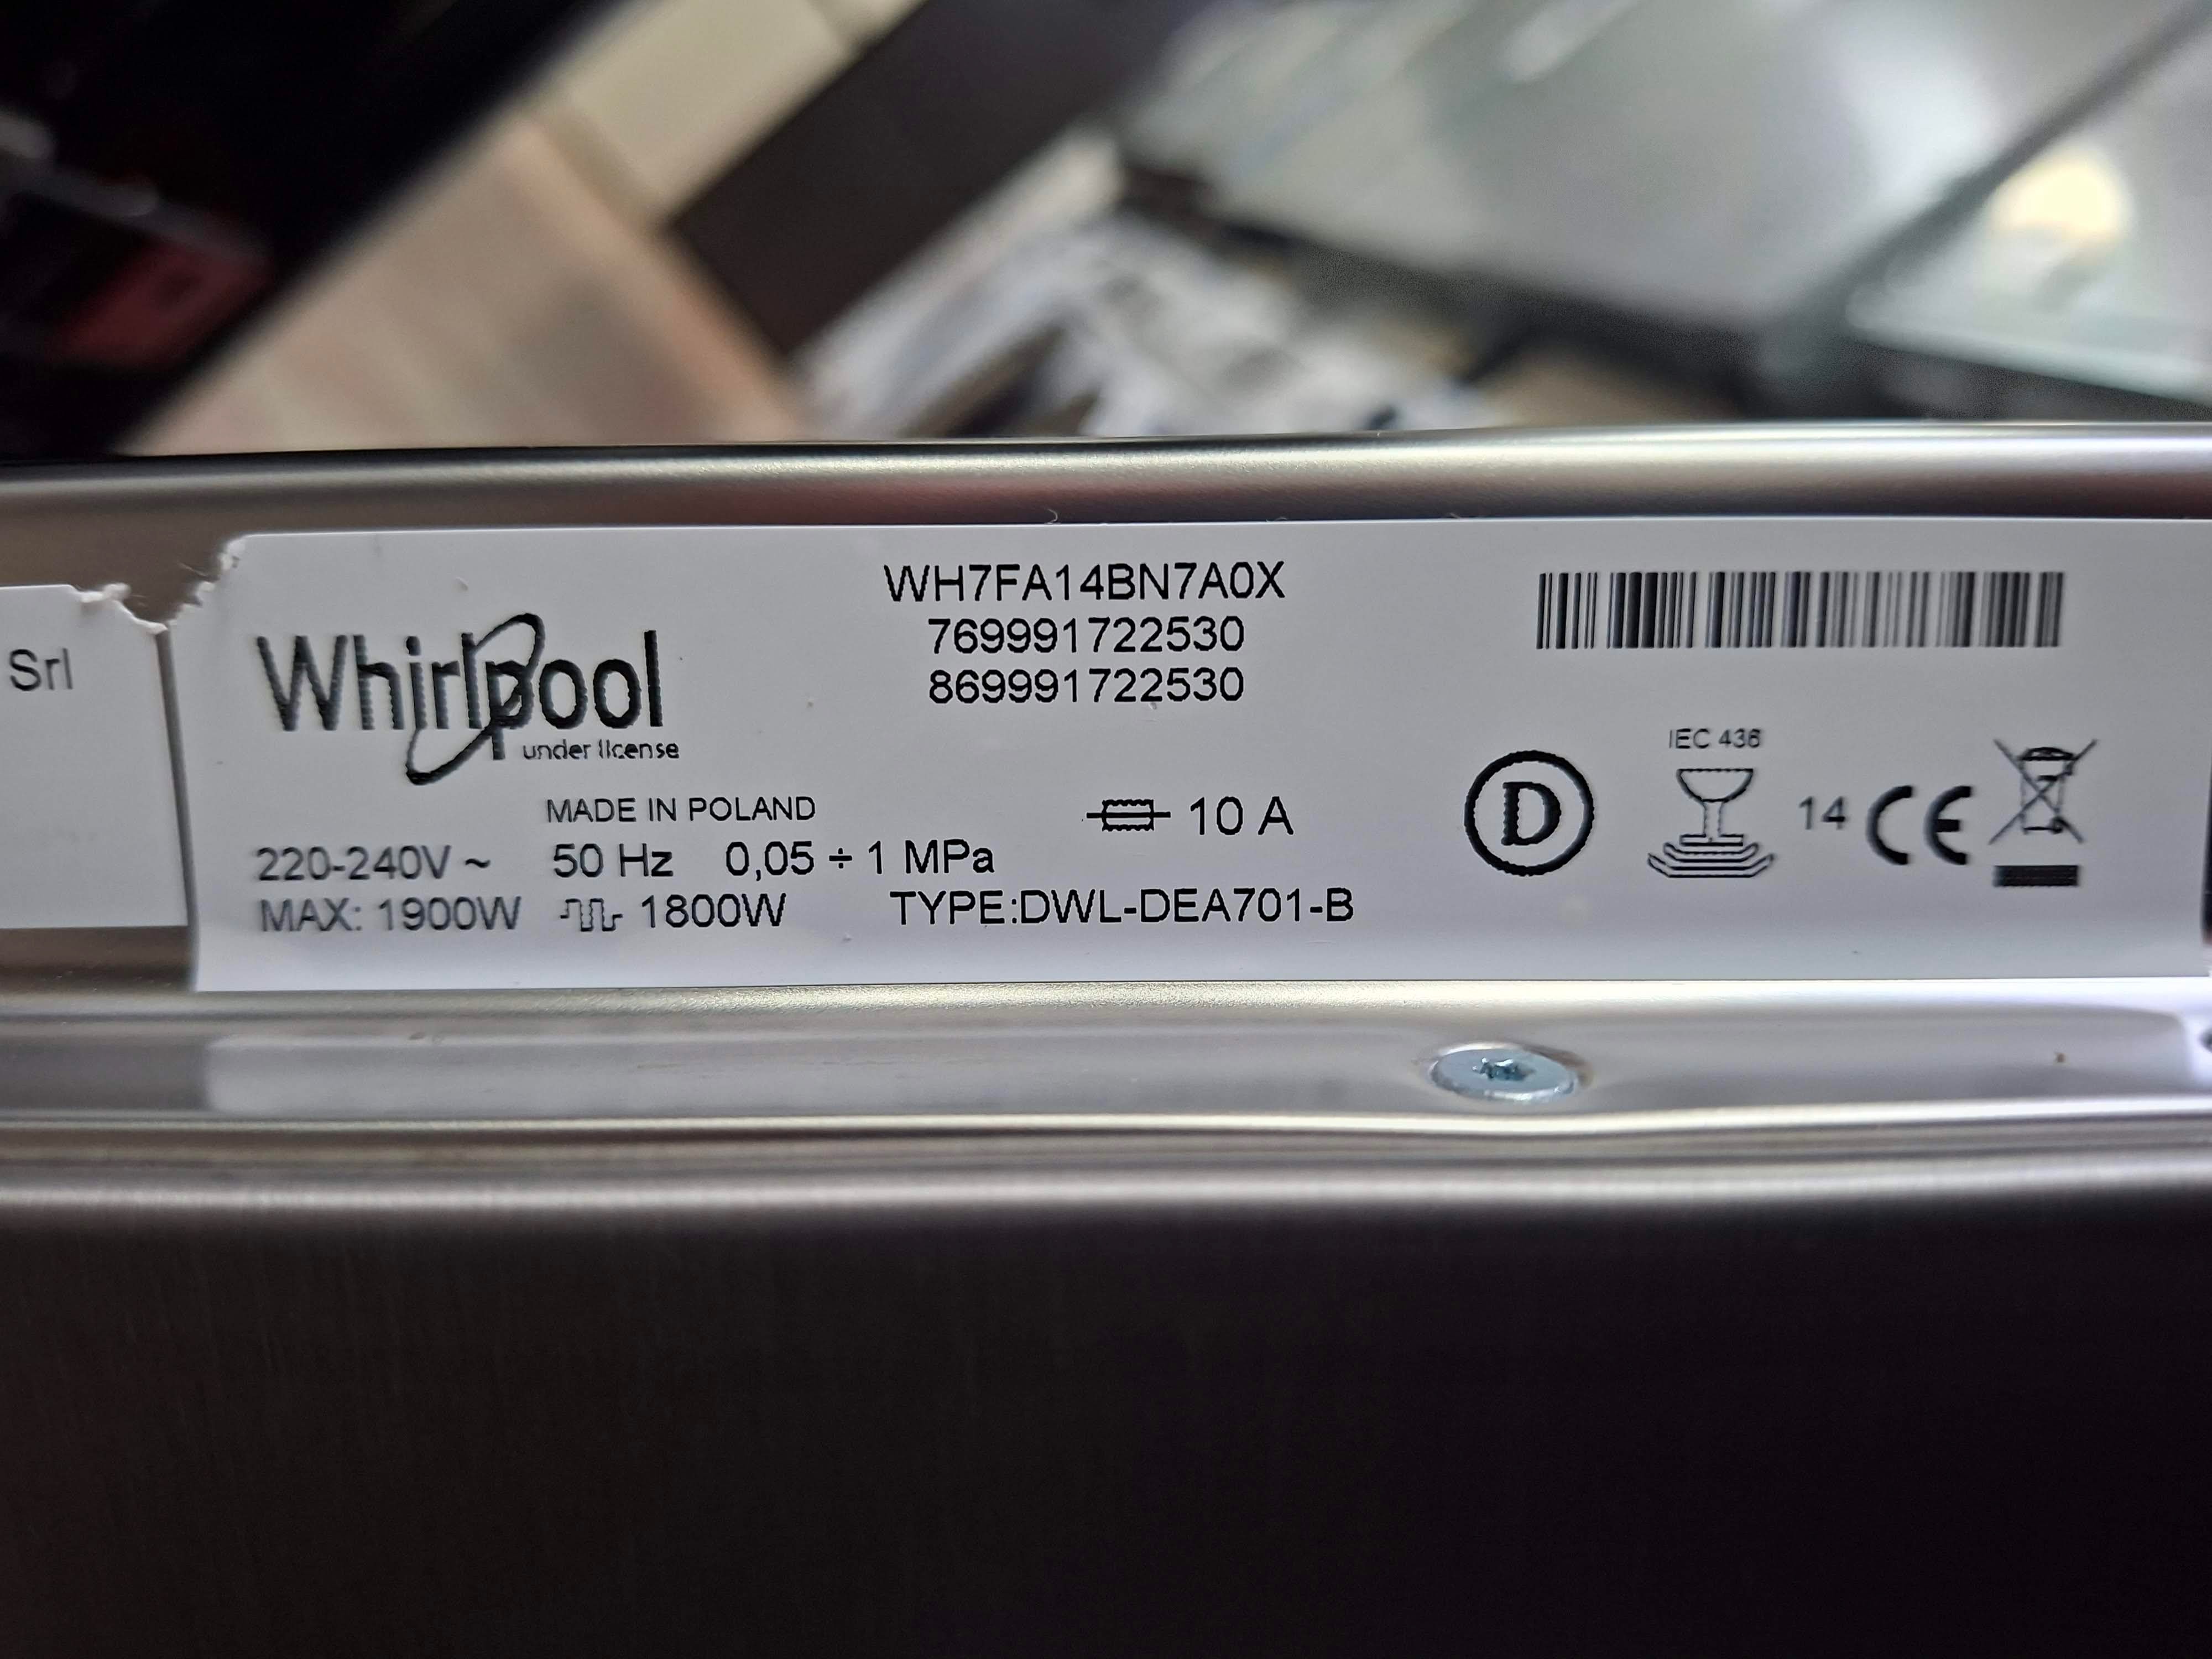 Srl
Whirlpool
under license
WH7FA14BN7A0X
769991722530
869991722530
MADE IN POLAND
10 A
220-240V ~ 50 Hz 0,05 ÷ 1 MPa
MAX: 1900W 1800W TYPE:DWL-DEA701-B
D
IEC 436
14 CE